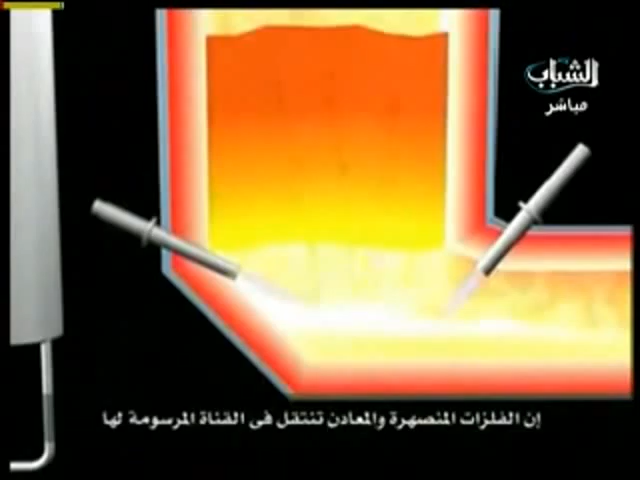 الشباب
مباشر
إن الفلزات المنصهرة والمعادن تنتقل فى القناة المرسومة لها